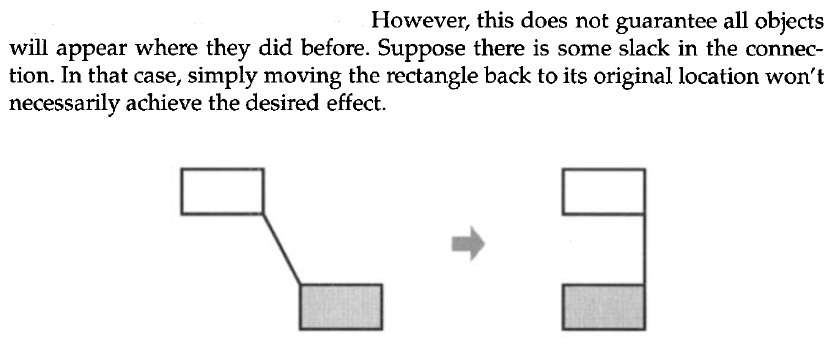 However, this does not guarantee all objects
will appear where they did before. Suppose there is some slack in the connec-
tion. In that case, simply moving the rectangle back to its original location won't
necessarily achieve the desired effect.